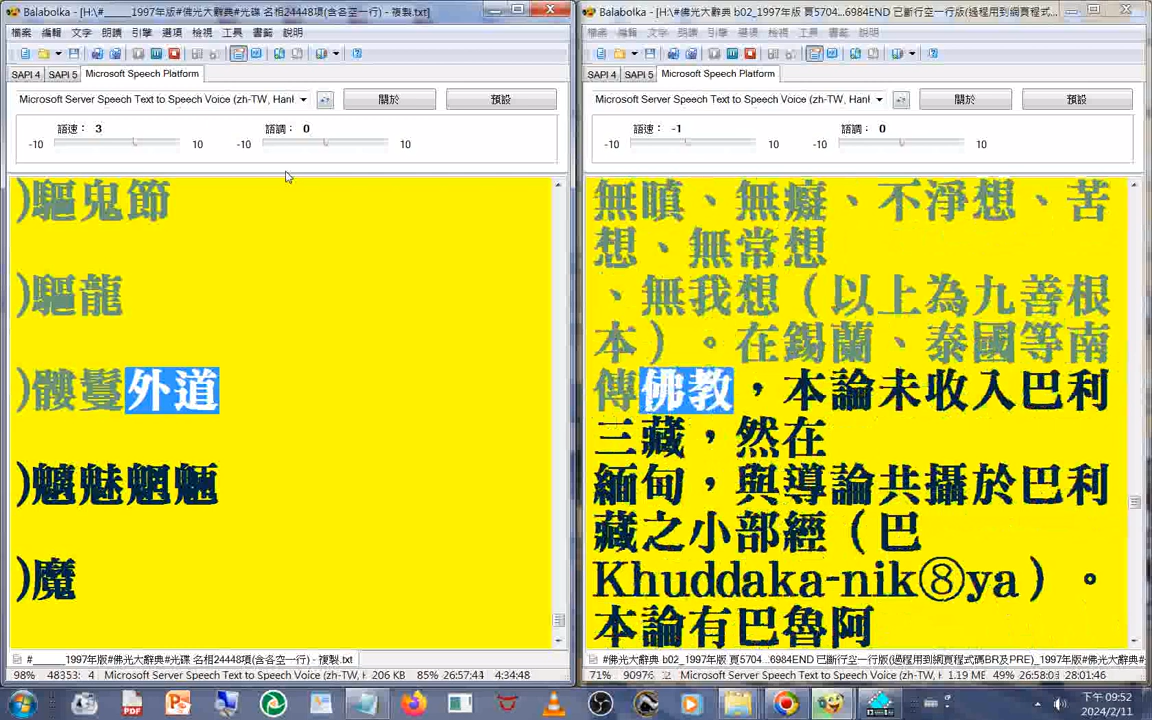 Balabolka - [H:\#_____1997年版#佛光大辭典#光碟 名相24448項(含各空一行) - 複製.txt]
檔案 編輯 文字 朗讀 引擎 選項 檢視 工具 書籤 說明
SAPI 4 SAPI 5 Microsoft Speech Platform
Microsoft Server Speech Text to Speech Voice (zh-TW, Hanl
關於 預設
語速： 3 語調： 0
-10 10 -10 10
)驅鬼節
)驅龍
)髏鬘外道
)魑魅魍魎
)魔
#_____1997年版#佛光大辭典#光碟 名相24448項(含各空一行) - 複製.txt
98% 48353: 4 Microsoft Server Speech Text to Speech Voice (zh-TW, H 206 KB 85% 26:57:44 4:34:48
Balabolka - [H:\#佛光大辭典 b02_1997年版 頁5704...6984END 已斷行空一行版(過程用到網頁程式...
檔案 編輯 文字 朗讀 引擎 選項 檢視 工具 書籤 說明
SAPI 4 SAPI 5 Microsoft Speech Platform
Microsoft Server Speech Text to Speech Voice (zh-TW, Hanl
關於 預設
語速： -1 語調： 0
-10 10 -10 10
無瞋、無癡、不淨想、苦
想、無常想
、無我想（以上為九善根
本）。在錫蘭、泰國等南
傳佛教，本論未收入巴利
三藏，然在
緬甸，與導論共攝於巴利
藏之小部經（巴
Khuddaka-nik⑧ya）。
本論有巴魯阿
#佛光大辭典 b02_1997年版 頁5704...6984END 已斷行空一行版(過程用到網頁程式碼BR及PRE)_1997年版#佛光大辭典#
71% 90976: Microsoft Server Speech Text to Speech Voice (zh-TW, H 1.19 ME 49% 26:58:0 28:01:46
PDF
下午 09:52
2024/2/11